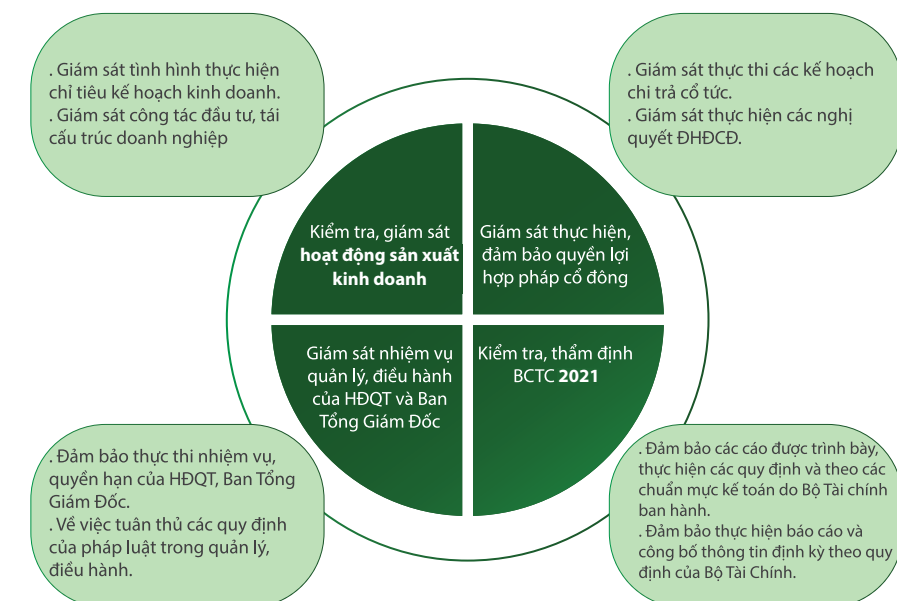 . Giám sát tình hình thực hiện
chỉ tiêu kế hoạch kinh doanh.
. Giám sát công tác đầu tư, tái
cấu trúc doanh nghiệp
. Giám sát thực thi các kế hoạch
chi trả cổ tức.
. Giám sát thực hiện các nghị
quyết ĐHĐCĐ.
Kiểm tra, giám sát
hoạt động sản xuất
kinh doanh
Giám sát thực hiện,
đảm bảo quyền lợi
hợp pháp cổ đông
Giám sát nhiệm vụ
quản lý, điều hành
của HĐQT và Ban
Tổng Giám Đốc
Kiểm tra, thẩm định
BCTC 2021
. Đảm bảo thực thi nhiệm vụ,
quyền hạn của HĐQT, Ban Tổng
Giám Đốc.
. Về việc tuân thủ các quy định
của pháp luật trong quản lý,
điều hành.
. Đảm bảo các cáo được trình bày,
thực hiện các quy định và theo các
chuẩn mực kế toán do Bộ Tài chính
ban hành.
. Đảm bảo thực hiện báo cáo và
công bố thông tin định kỳ theo quy
định của Bộ Tài Chính.